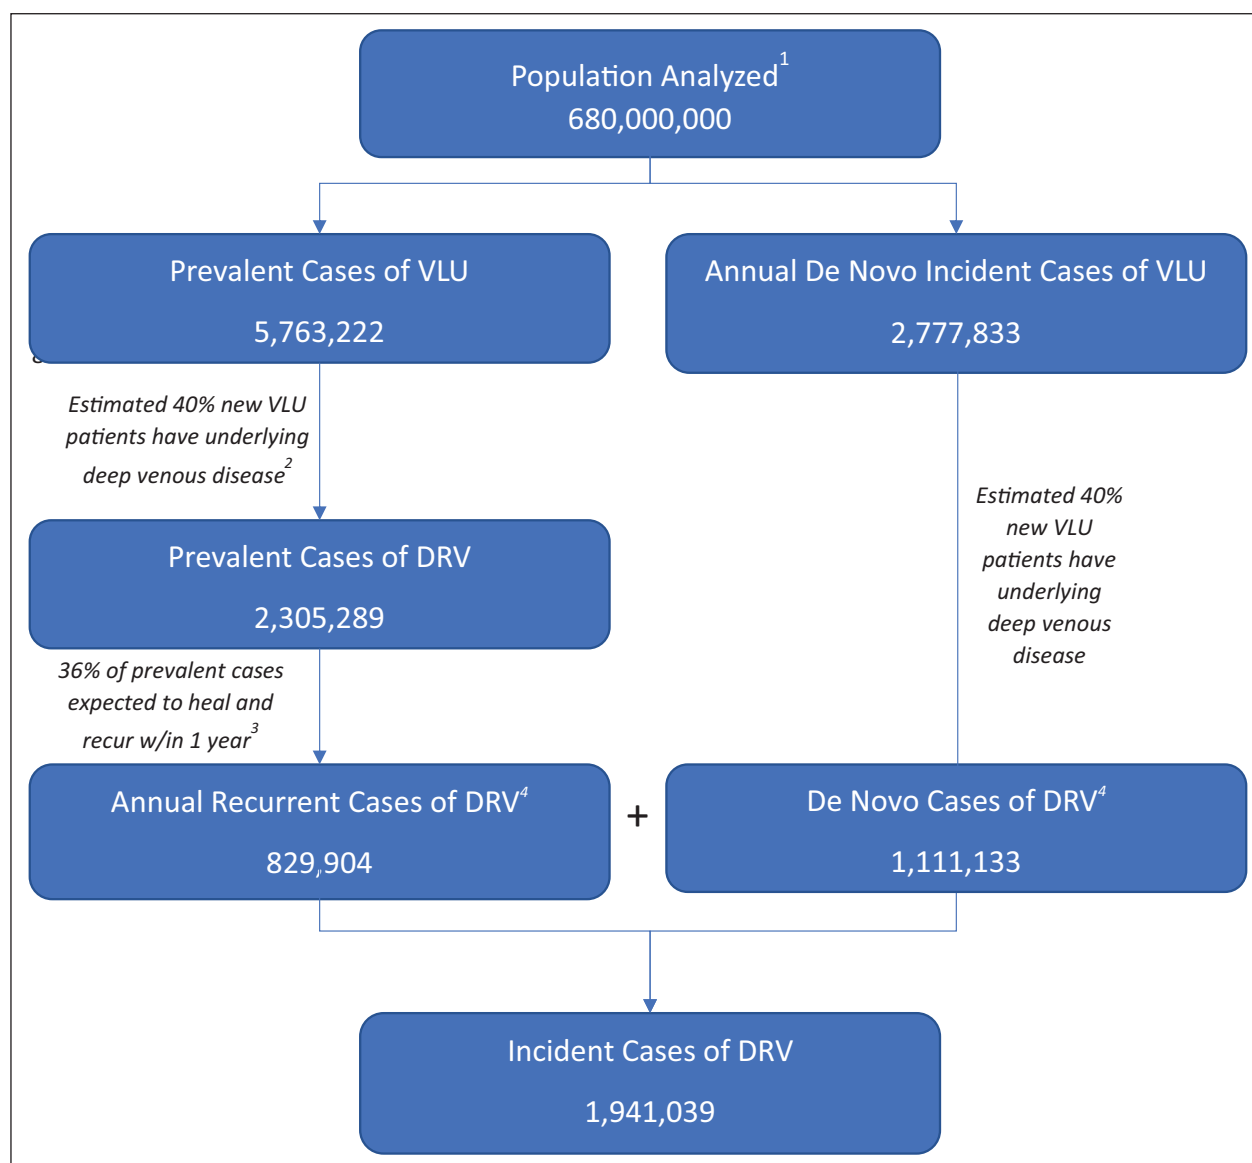 Population Analyzed1
680,000,000
Prevalent Cases of VLU
5,763,222
Annual De Novo Incident Cases of VLU
2,777,833
Estimated 40% new VLU
patients have underlying
deep venous disease2
Prevalent Cases of DRV
2,305,289
Estimated 40%
new VLU
patients have
underlying
deep venous
disease
36% of prevalent cases
expected to heal and
recur w/in 1 year3
Annual Recurrent Cases of DRV4
829,904
+
De Novo Cases of DRV4
1,111,133
Incident Cases of DRV
1,941,039